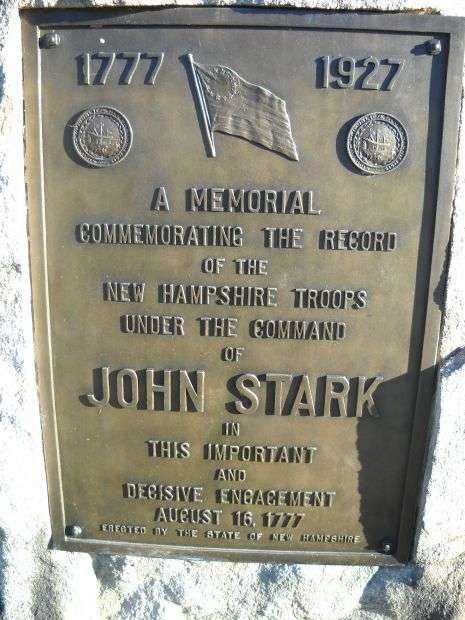 1777 1927
A MEMORIAL
COMMEMORATING THE RECORD
OF THE
NEW HAMPSHIRE TROOPS
UNDER THE COMMAND
OF
JOHN STARK
IN
THIS IMPORTANT
AND
DECISIVE ENGAGEMENT
AUGUST 16, 1777
ERECTED BY THE STATE OF NEW HAMPSHIRE